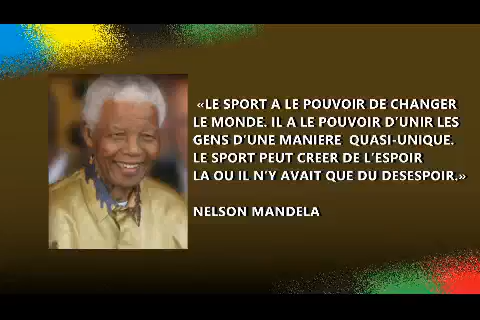 «LE SPORT A LE POUVOIR DE CHANGER
LE MONDE. IL A LE POUVOIR D'UNIR LES
GENS D'UNE MANIERE QUASI-UNIQUE.
LE SPORT PEUT CREER DE L'ESPOIR
LA OU IL N'Y AVAIT QUE DU DESESPOIR.»
NELSON MANDELA